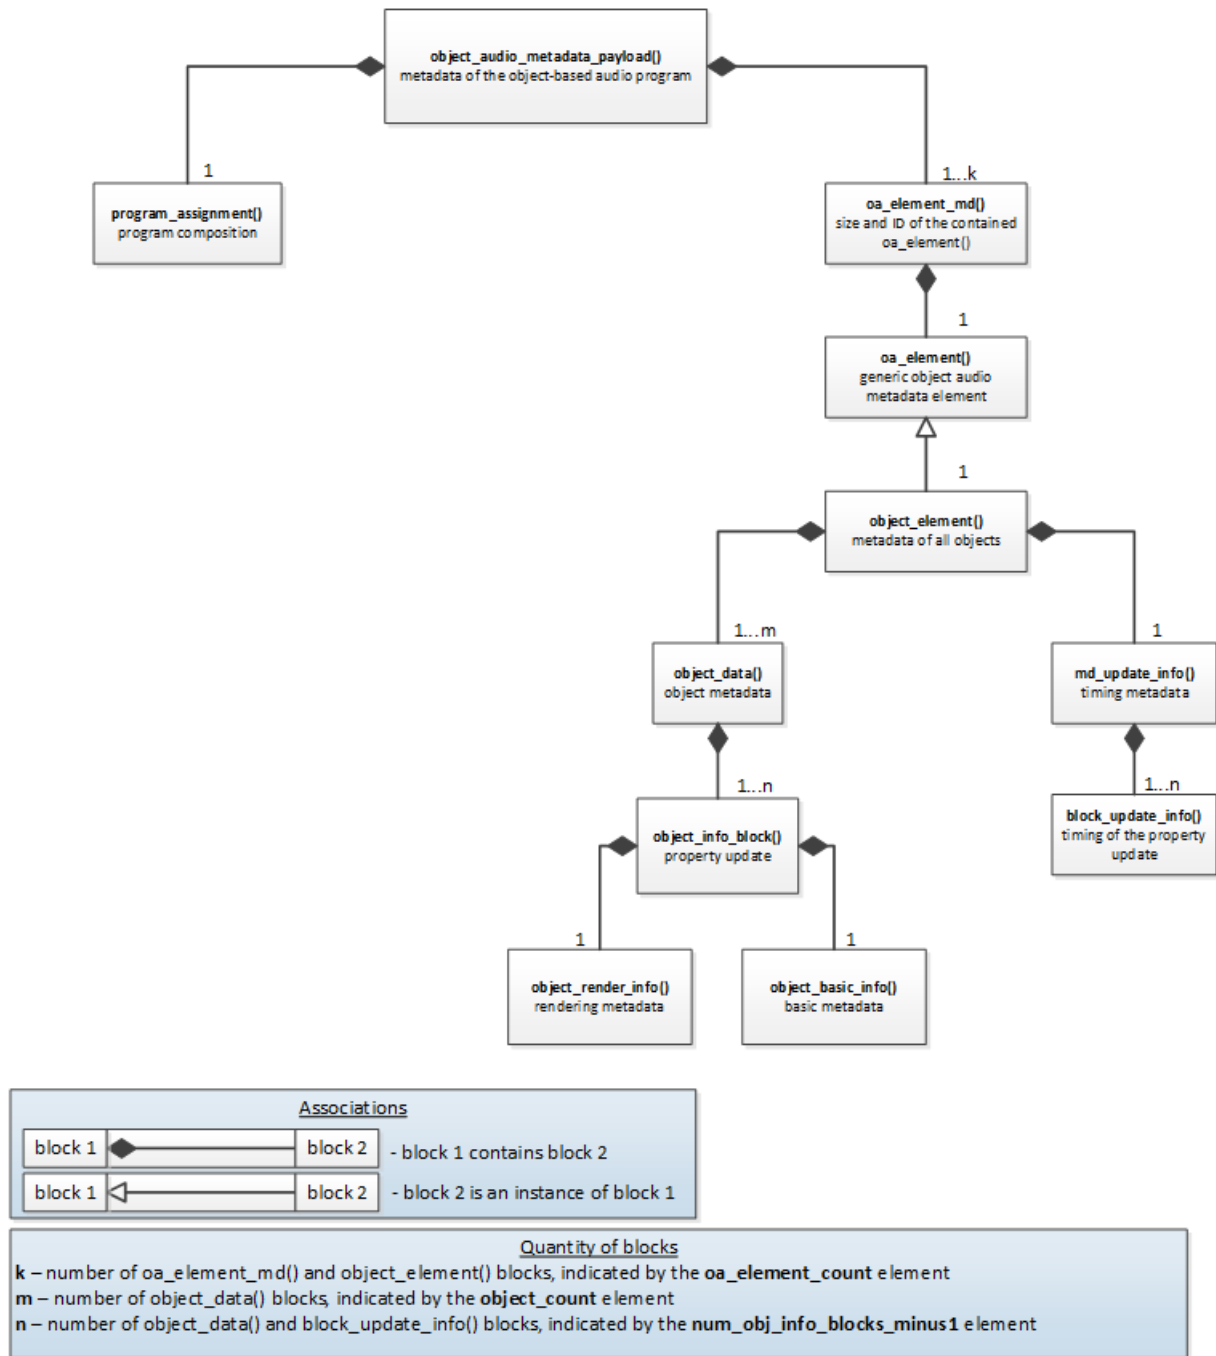 object_audio_metadata_payload()
metadata of the object-based audio program
1
1...k
program_assignment()
program composition
oa_element_md()
size and ID of the contained
oa_element()
1
oa_element()
generic object audio
metadata element
1
object_element()
metadata of all objects
1...m
1
object_data()
object metadata
md_update_info()
timing metadata
1...n
1...n
object_info_block()
property update
block_update_info()
timing of the property
update
1
1
object_render_info()
rendering metadata
object_basic_info()
basic metadata
Associations
block 1 block 2 - block 1 contains block 2
block 1 block 2 - block 2 is an instance of block 1
Quantity of blocks
k – number of oa_element_md() and object_element() blocks, indicated by the oa_element_count element
m – number of object_data() blocks, indicated by the object_count element
n – number of object_data() and block_update_info() blocks, indicated by the num_obj_info_blocks_minus1 element